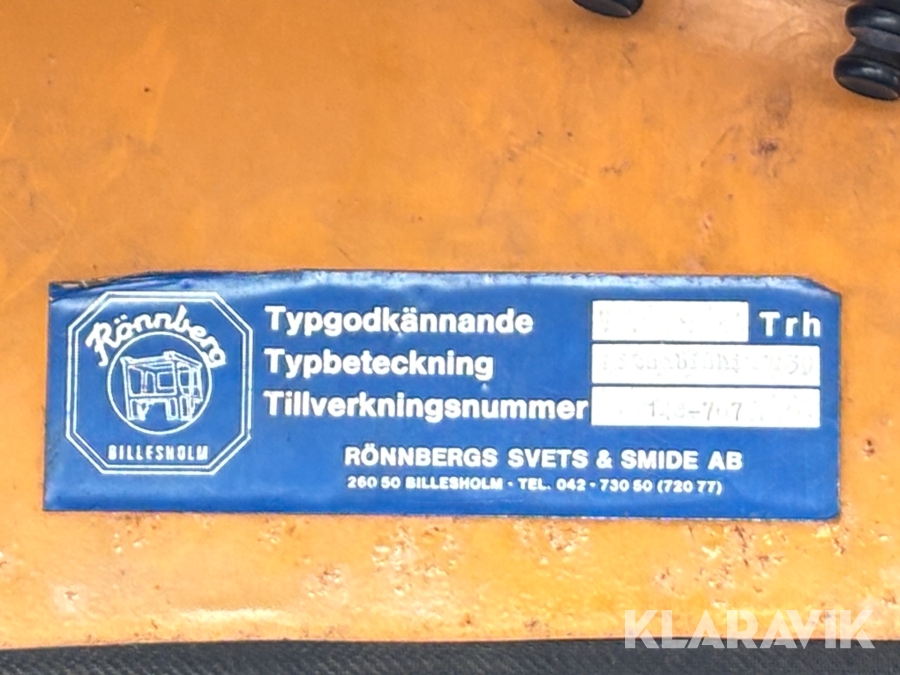 Rönnberg
BILLESHOLM
Typgodkännande Trh
Typbeteckning
Tillverkningsnummer
RÖNNBERGS SVETS & SMIDE AB
260 50 BILLESHOLM - TEL. 042 - 730 50 (720 77)
KLARAVIK